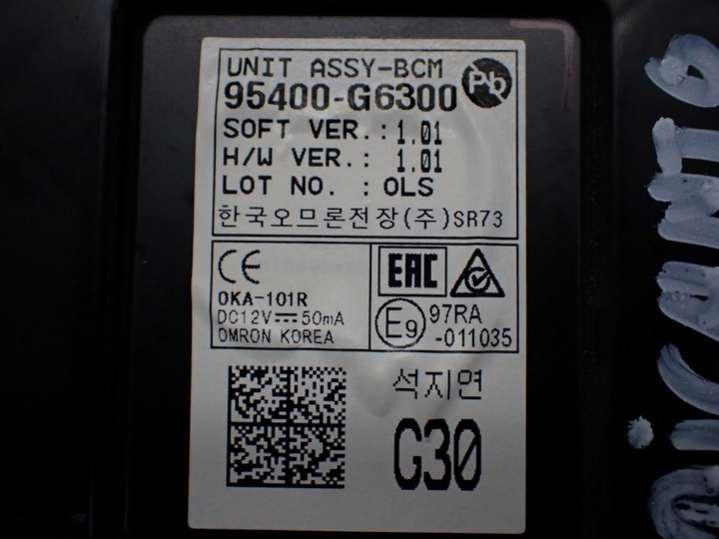 UNIT ASSY-BCM
Pb
95400-G6300
SOFT VER.: 1.01
H/W VER.: 1.01
LOT NO. : OLS
한국오므론전장(주)SR73
CE
EAC
OKA-101R
DC12V⎓50mA
OMRON KOREA
E9
97RA
-011035
석지연
G30
PICANTO